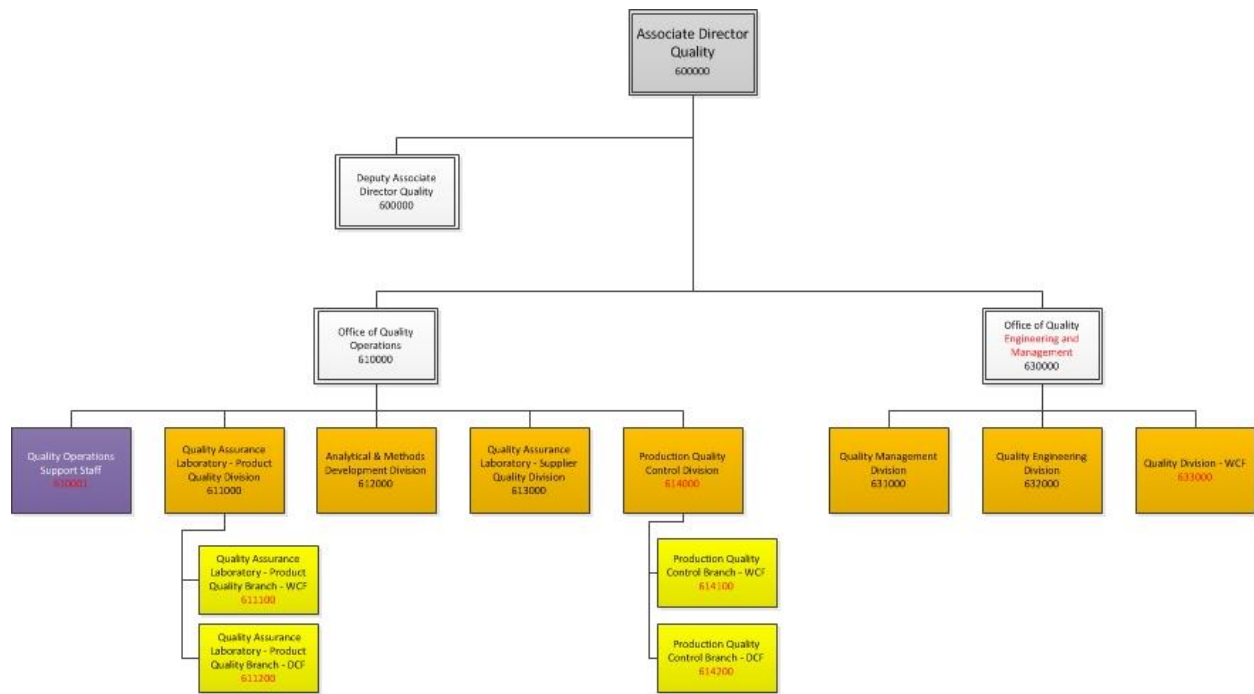 Associate Director
Quality
600000
Deputy Associate
Director Quality
600000
Office of Quality
Operations
610000
Office of Quality
Engineering and
Management
630000
Quality Operations
Support Staff
610001
Quality Assurance
Laboratory - Product
Quality Division
611000
Analytical & Methods
Development Division
612000
Quality Assurance
Laboratory - Supplier
Quality Division
613000
Production Quality
Control Division
614000
Quality Management
Division
631000
Quality Engineering
Division
632000
Quality Division - WCF
633000
Quality Assurance
Laboratory - Product
Quality Branch - WCF
611100
Quality Assurance
Laboratory - Product
Quality Branch - DCF
611200
Production Quality
Control Branch - WCF
614100
Production Quality
Control Branch - DCF
614200